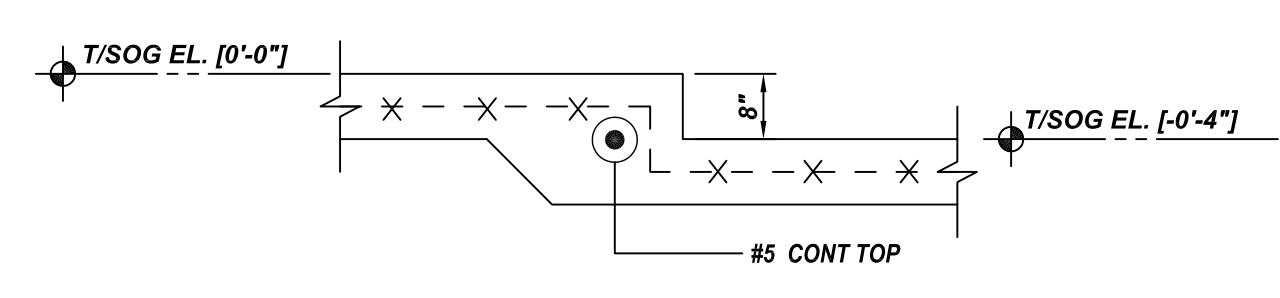 T/SOG EL. [0'-0"]
8"
T/SOG EL. [-0'-4"]
#5 CONT TOP